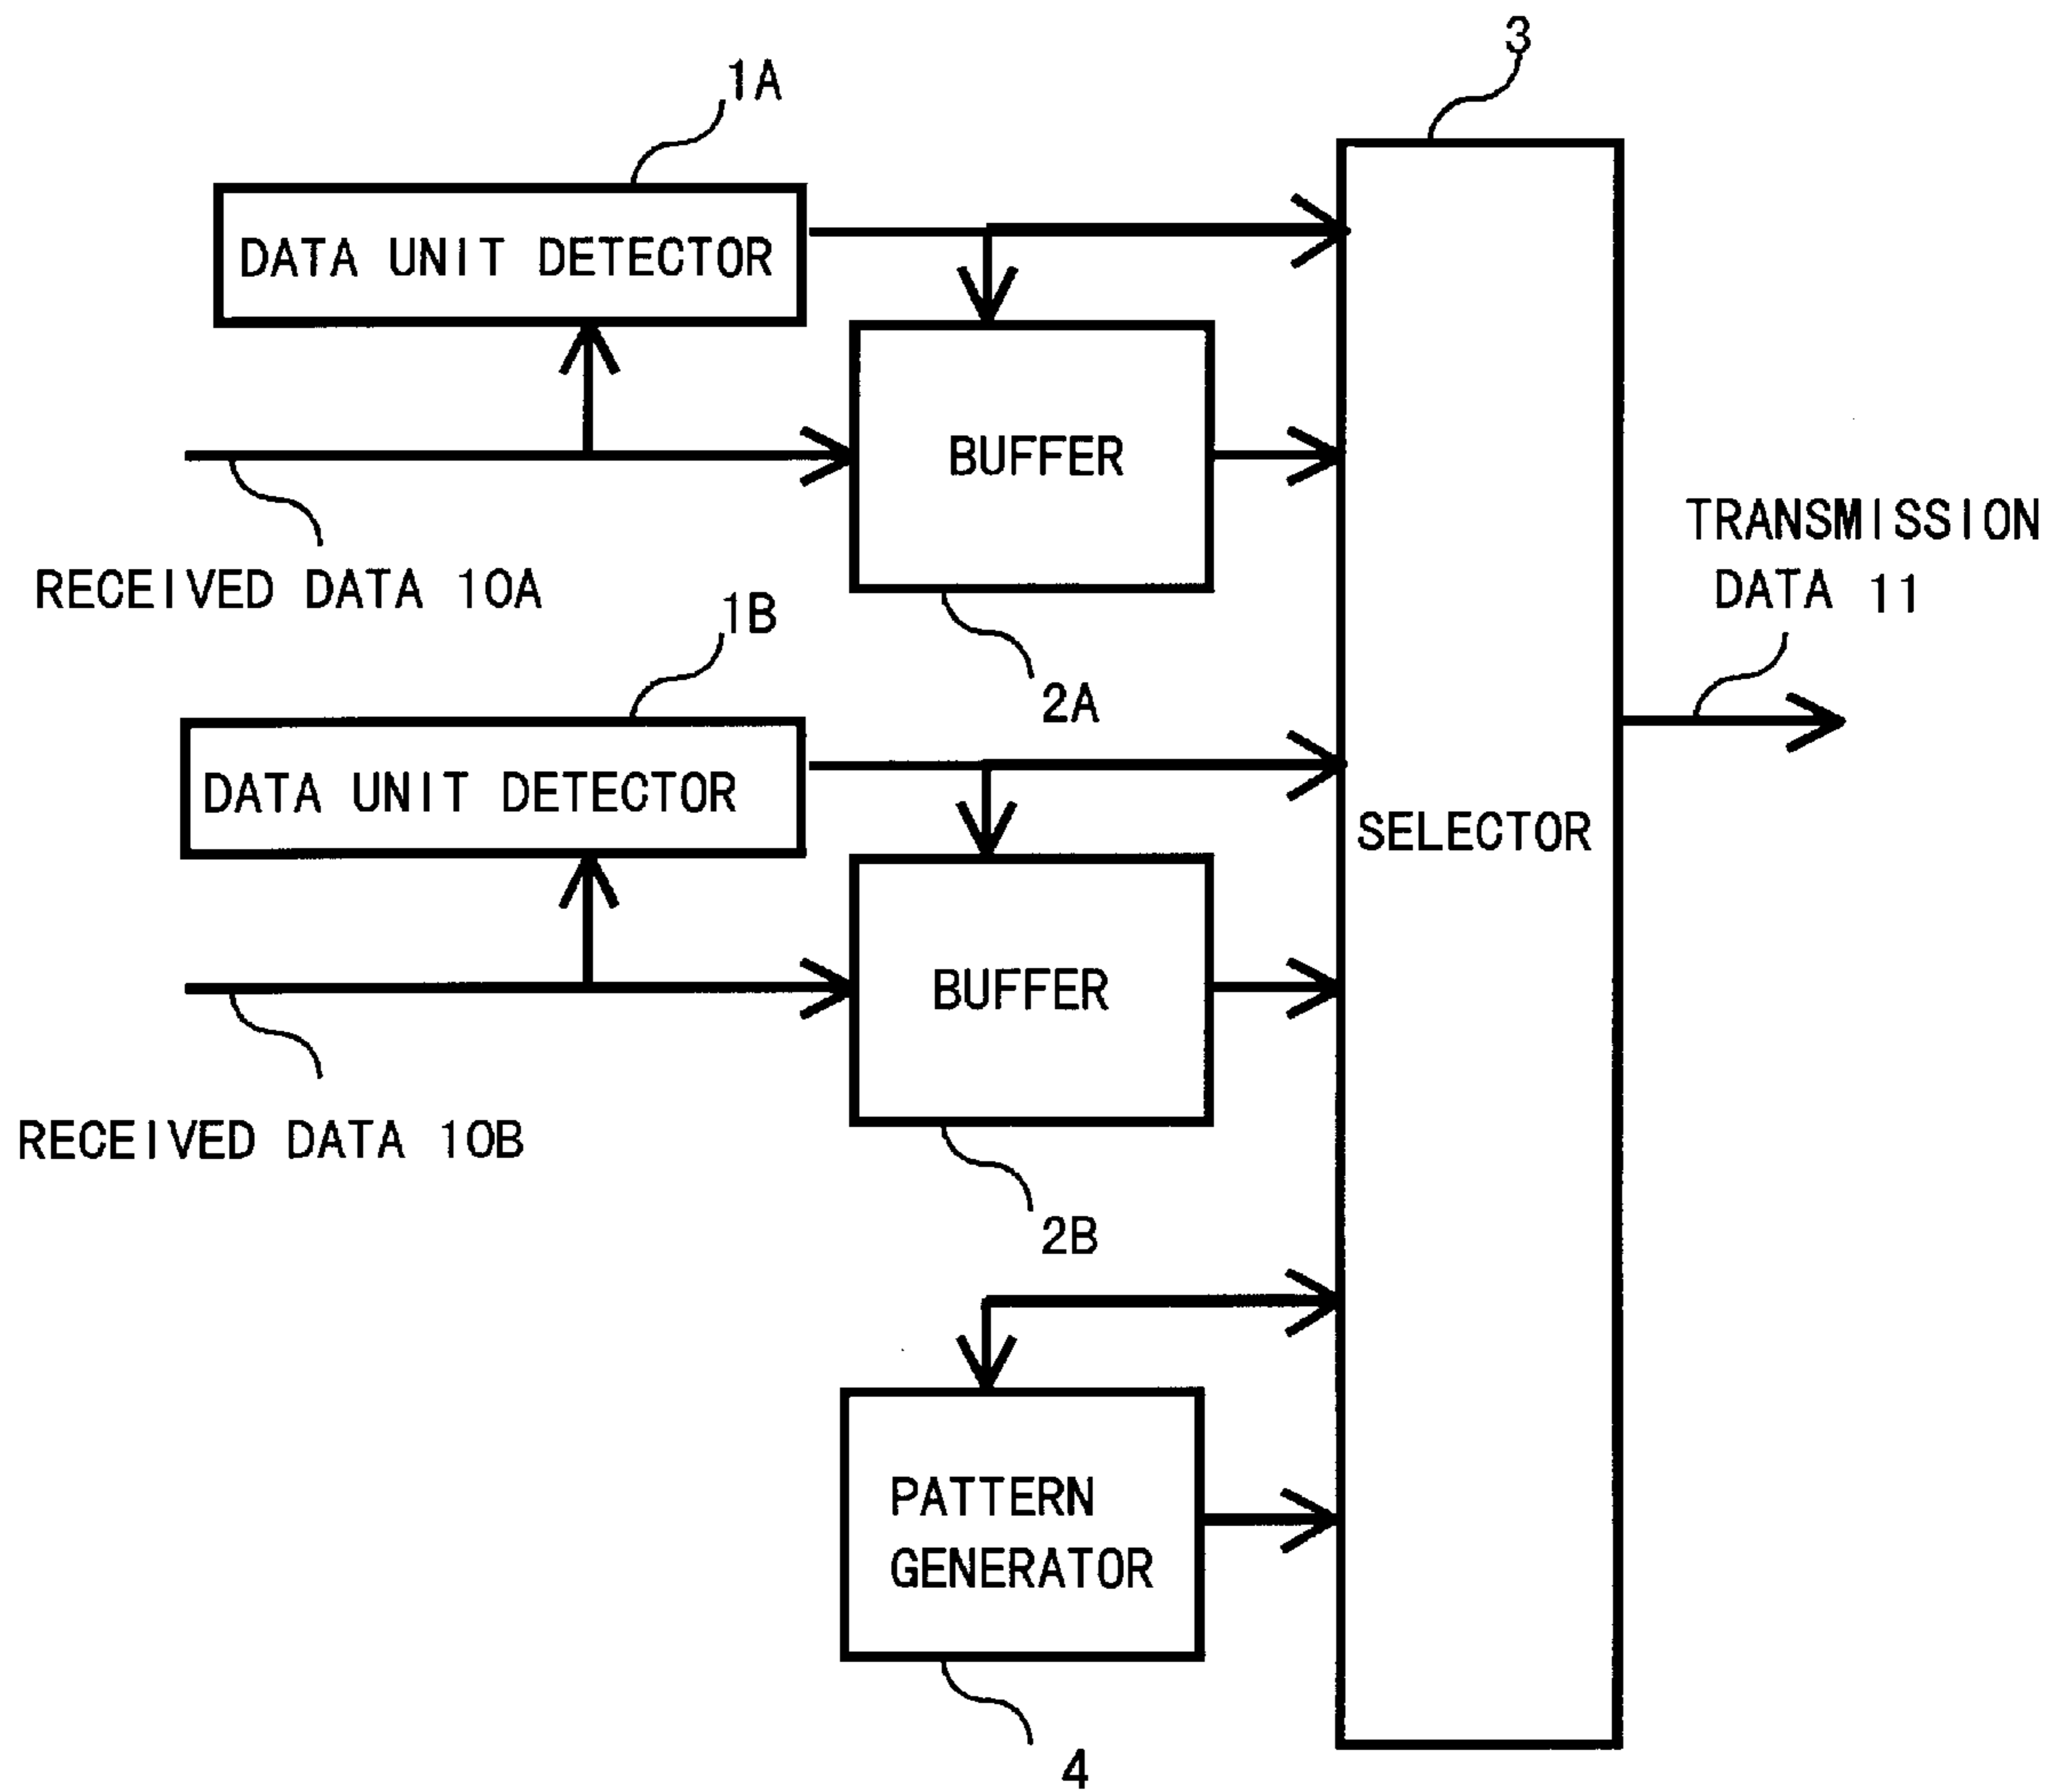 3
1A
DATA UNIT DETECTOR
BUFFER
RECEIVED DATA 10A
2A
TRANSMISSION
DATA 11
1B
DATA UNIT DETECTOR
SELECTOR
BUFFER
RECEIVED DATA 10B
2B
PATTERN
GENERATOR
4